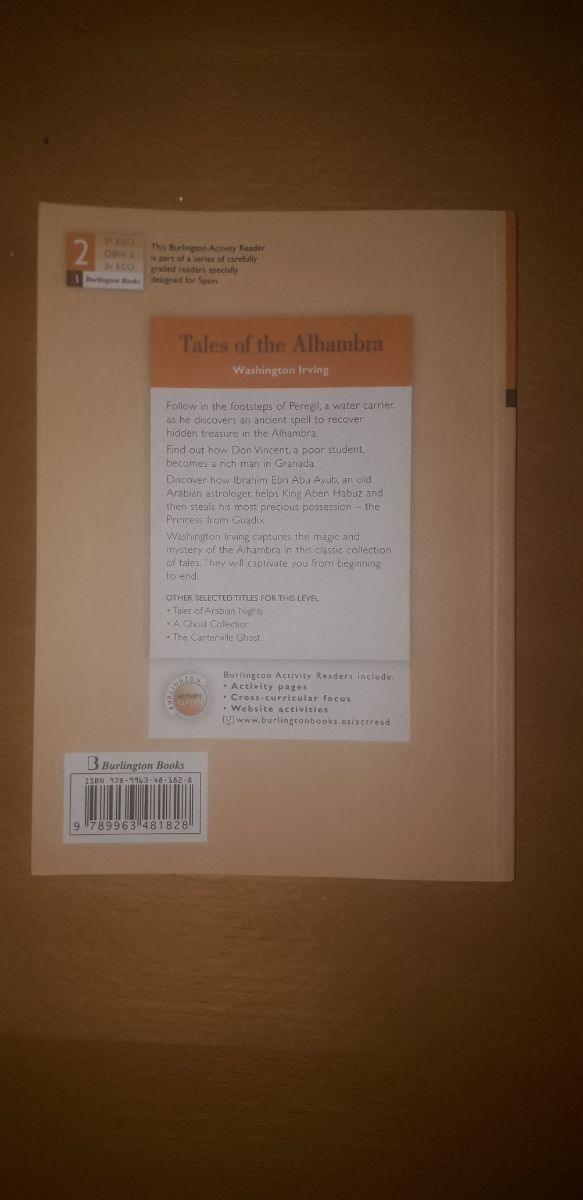 2
2º ESO
DBH 2
2n ESO
Burlington Books
This Burlington Activity Reader
is part of a series of carefully
graded readers specially
designed for Spain.
Tales of the Alhambra
Washington Irving
Follow in the footsteps of Peregil, a water carrier,
as he discovers an ancient spell to recover
hidden treasure in the Alhambra.
Find out how Don Vincent, a poor student,
becomes a rich man in Granada.
Discover how Ibrahim Ebn Abu Ayub, an old
Arabian astrologer, helps King Aben Habuz and
then steals his most precious possession – the
Princess from Guadix.
Washington Irving captures the magic and
mystery of the Alhambra in this classic collection
of tales. They will captivate you from beginning
to end.
OTHER SELECTED TITLES FOR THIS LEVEL
• Tales of Arabian Nights
• A Ghost Collection
• The Canterville Ghost
BURLINGTON
ACTIVITY
READER
Burlington Activity Readers include:
• Activity pages
• Cross-curricular focus
• Website activities
www.burlingtonbooks.es/actread
B Burlington Books
ISBN 978-9963-48-182-8
9 789963 481828